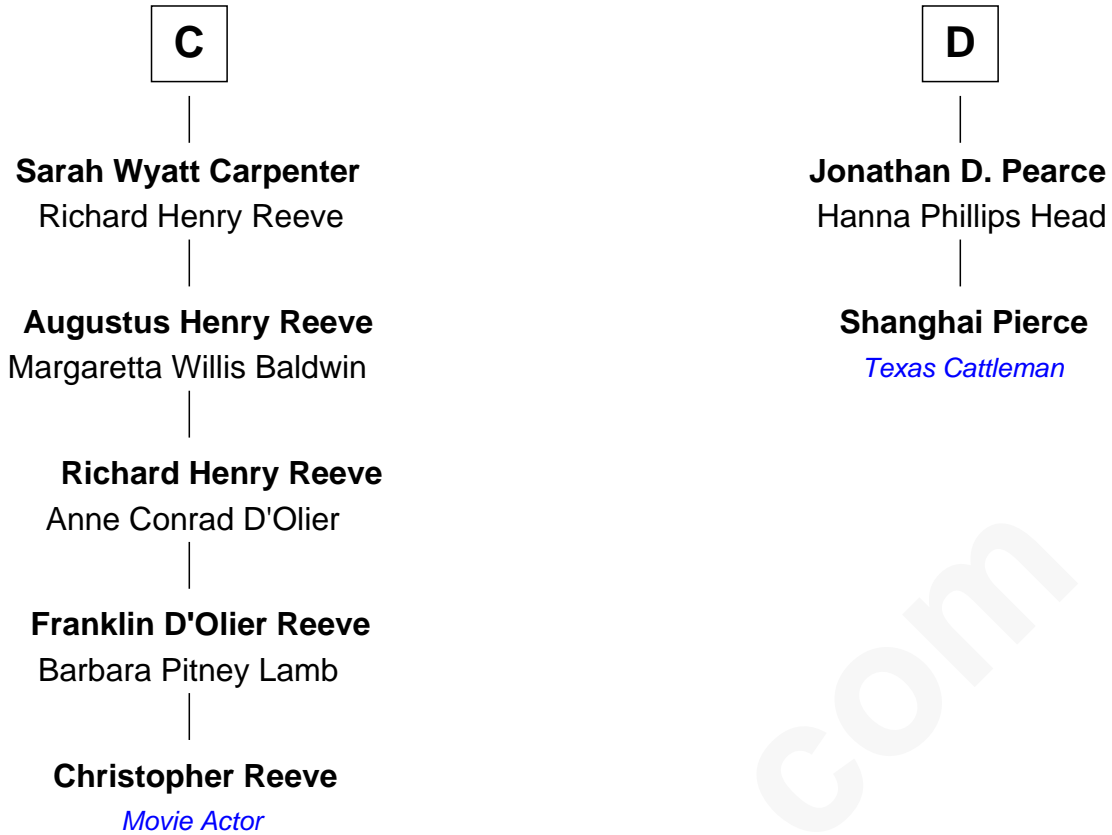 C
Sarah Wyatt Carpenter
Richard Henry Reeve
Augustus Henry Reeve
Margaretta Willis Baldwin
Richard Henry Reeve
Anne Conrad D'Olier
Franklin D'Olier Reeve
Barbara Pitney Lamb
Christopher Reeve
Movie Actor
D
Jonathan D. Pearce
Hanna Phillips Head
Shanghai Pierce
Texas Cattleman
com